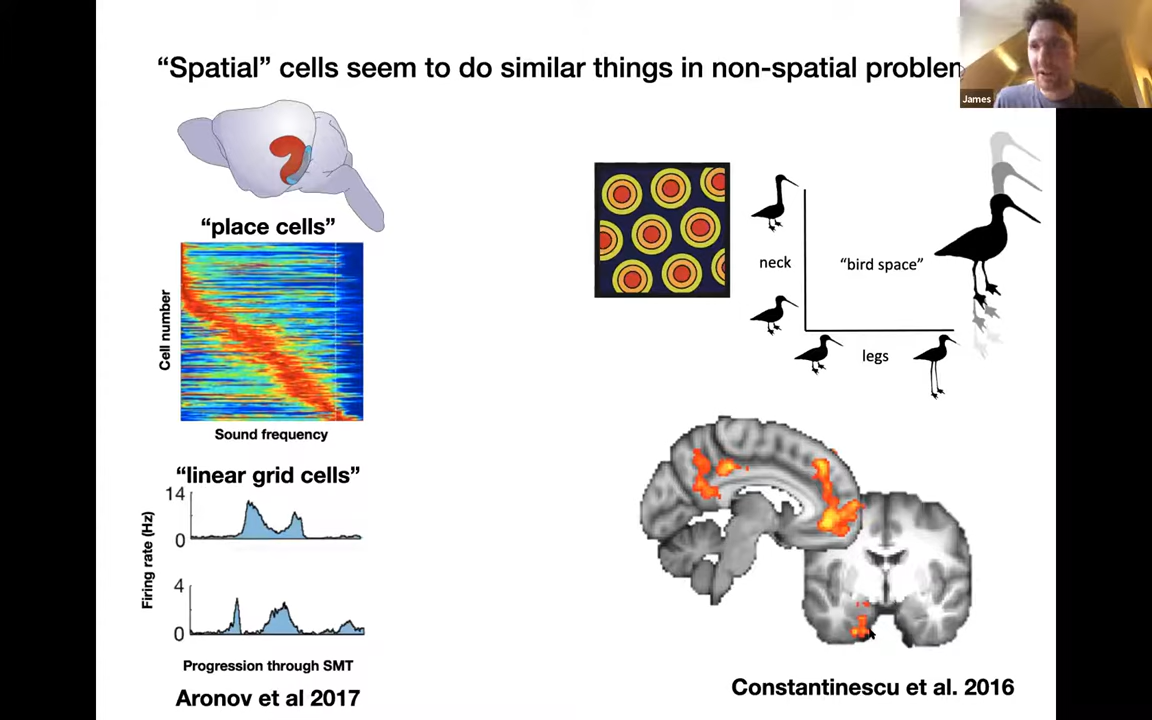 “Spatial” cells seem to do similar things in non-spatial
James
“place cells”
Cell number
Sound frequency
“linear grid cells”
14
0
Firing rate (Hz)
4
0
Progression through SMT
Aronov et al 2017
neck
“bird space”
legs
Constantinescu et al. 2016